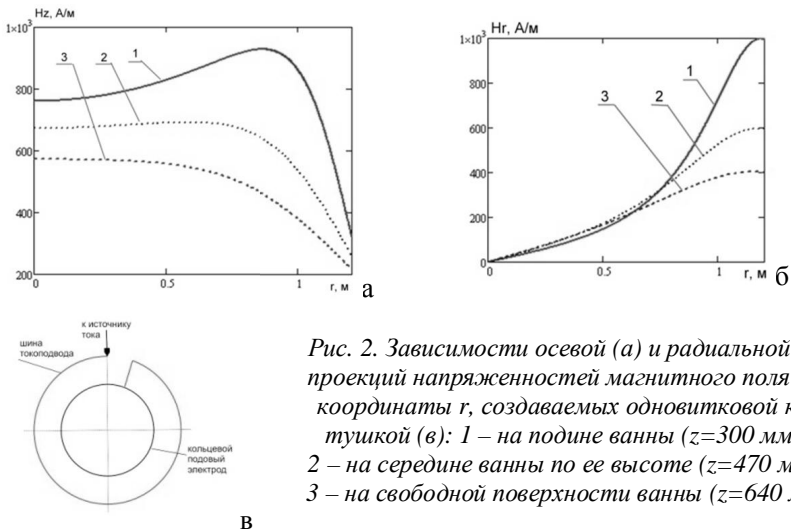 Hz, А/м
1×10³
800
600
400
200
0
0.5
1
r, м
3
2
1
а
Hr, А/м
1×10³
800
600
400
200
0
0
0.5
1
r, м
1
2
3
б
к источнику
тока
шина
токоподвода
кольцевой
подовый
электрод
в
Рис. 2. Зависимости осевой (а) и радиальной
проекций напряженностей магнитного поля
координаты r, создаваемых одновитковой к
тушкой (в): 1 – на подине ванны (z=300 мм
2 – на середине ванны по ее высоте (z=470 м
3 – на свободной поверхности ванны (z=640